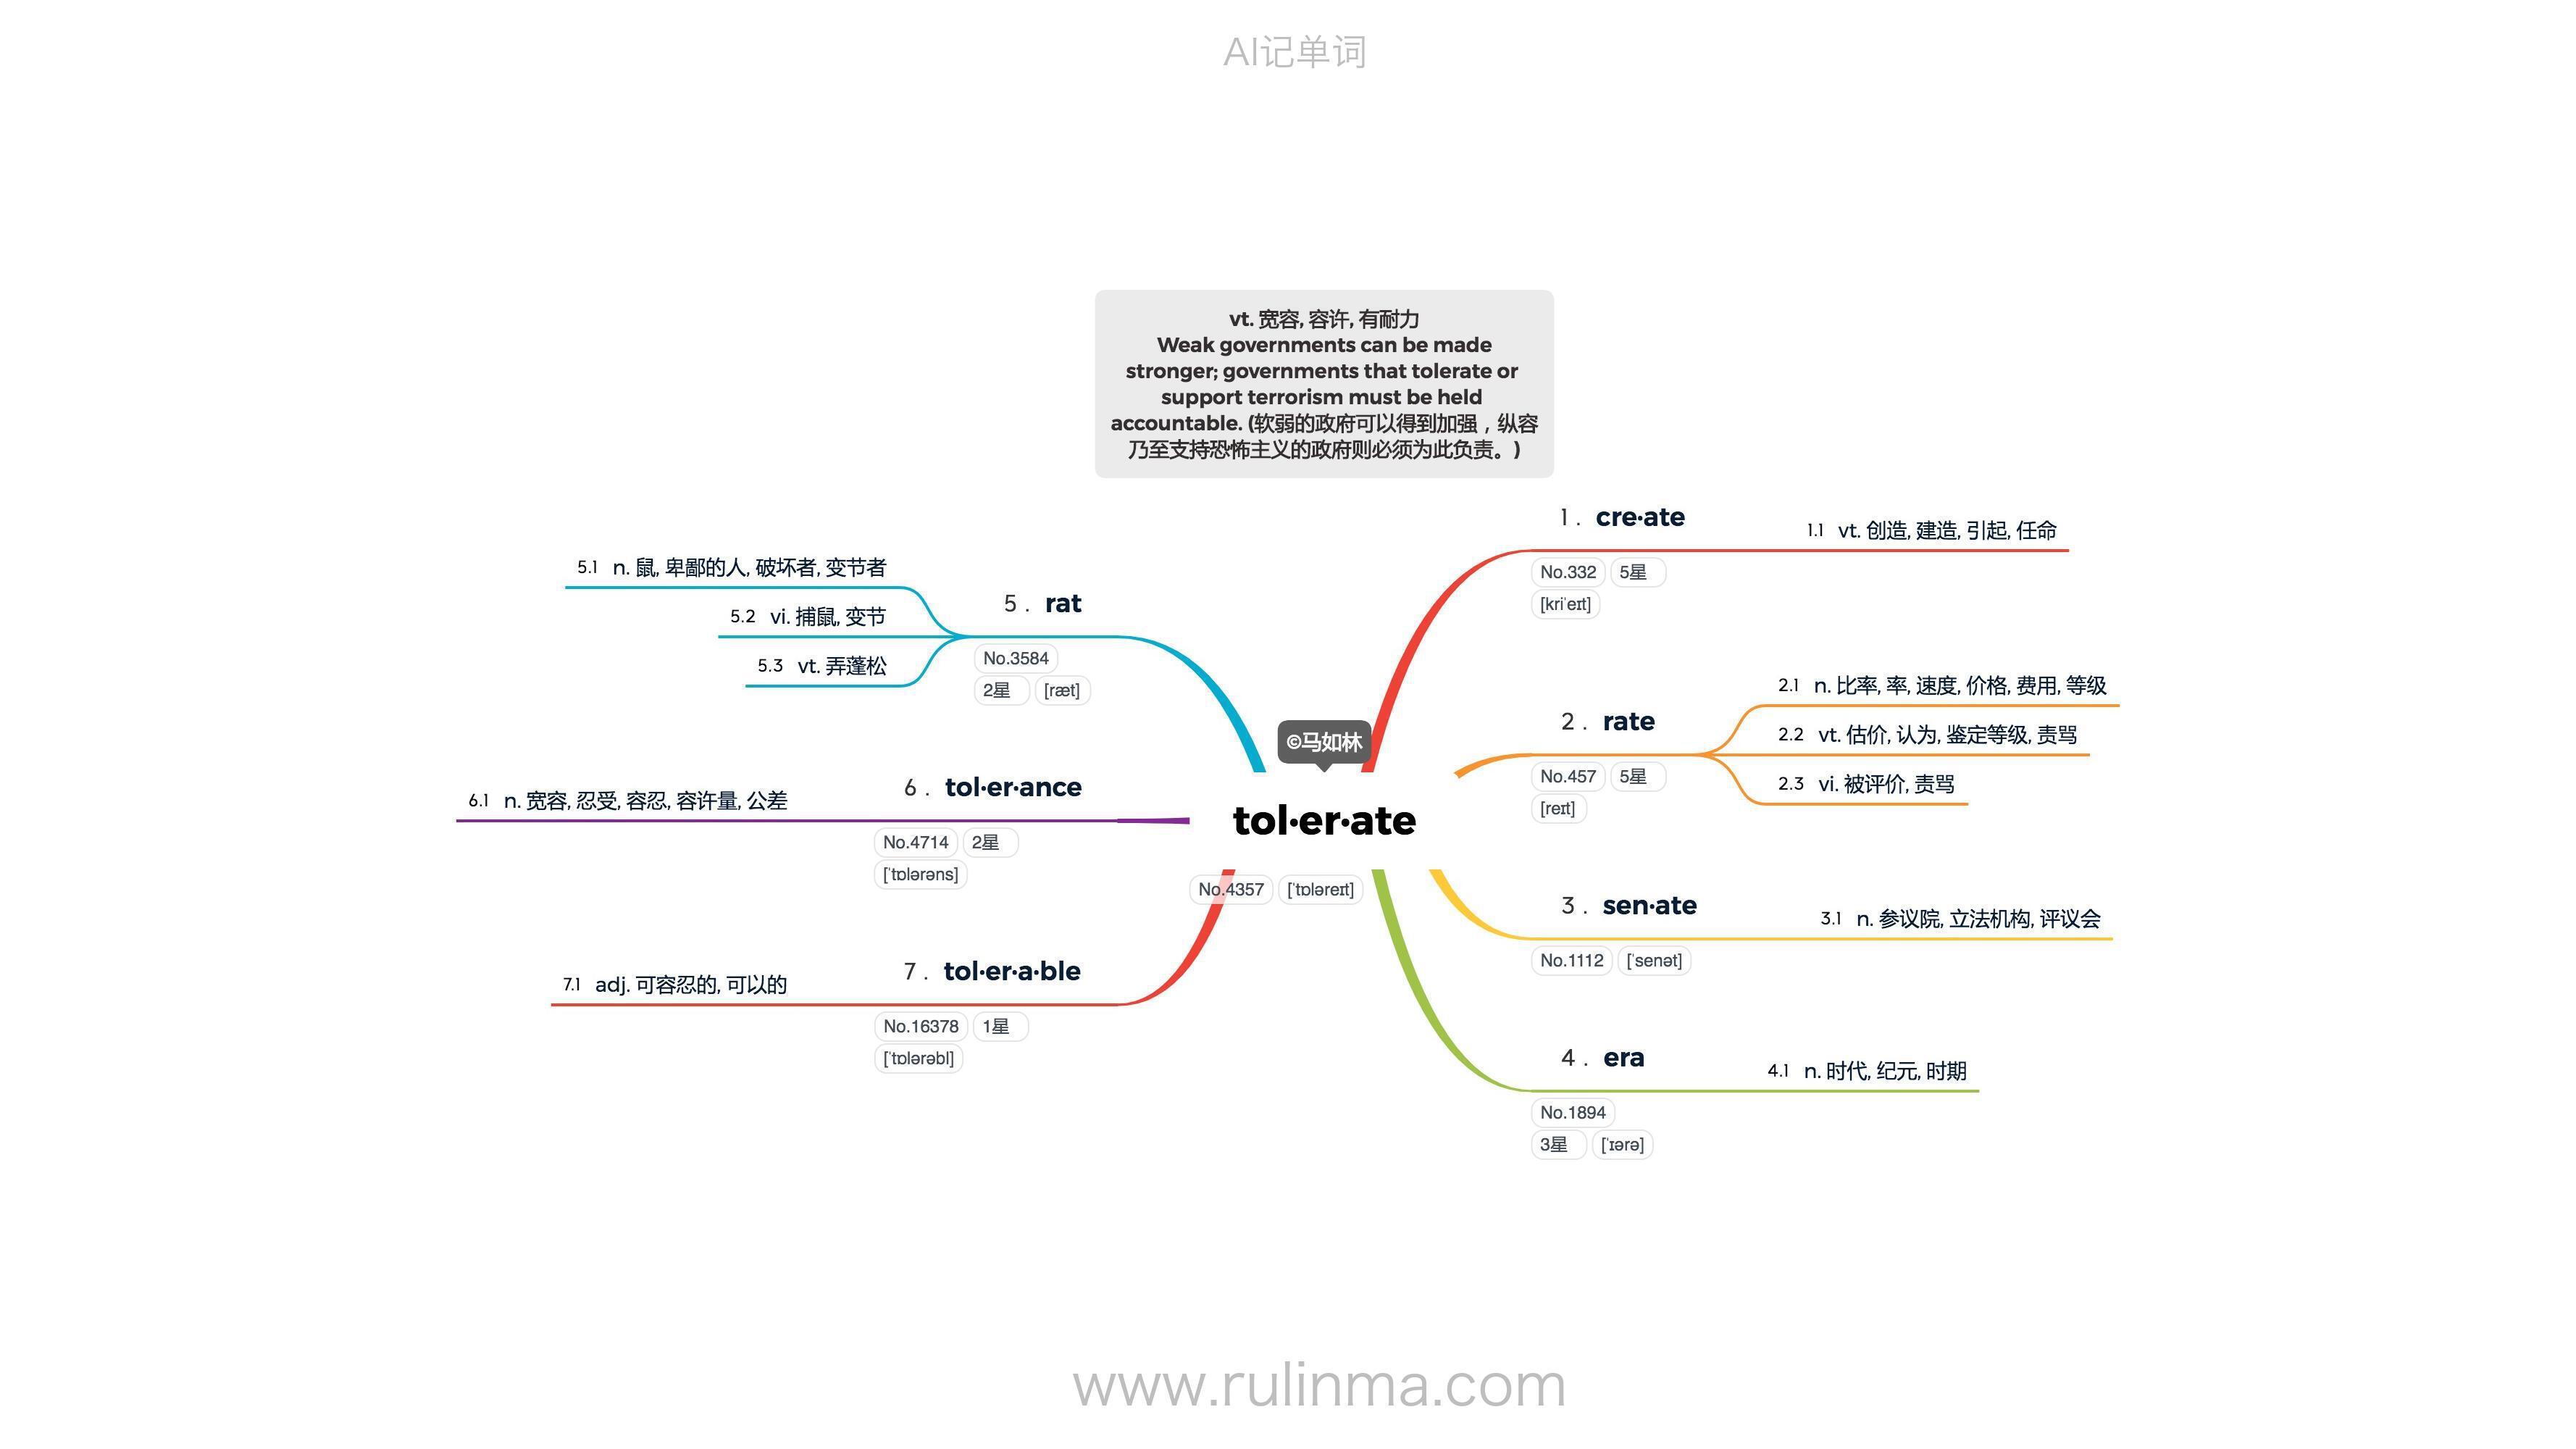 AI记单词
vt. 宽容, 容许, 有耐力
Weak governments can be made
stronger; governments that tolerate or
support terrorism must be held
accountable. (软弱的政府可以得到加强，纵容
乃至支持恐怖主义的政府则必须为此负责。)
©马如林
tol·er·ate
No.4357 [ˈtɒləreɪt]
1. cre·ate
No.332 5星
[kriˈeɪt]
1.1 vt. 创造, 建造, 引起, 任命
2. rate
No.457 5星
[reɪt]
2.1 n. 比率, 率, 速度, 价格, 费用, 等级
2.2 vt. 估价, 认为, 鉴定等级, 责骂
2.3 vi. 被评价, 责骂
3. sen·ate
No.1112 [ˈsenət]
3.1 n. 参议院, 立法机构, 评议会
4. era
No.1894
3星 [ˈɪərə]
4.1 n. 时代, 纪元, 时期
5. rat
No.3584
2星 [ræt]
5.1 n. 鼠, 卑鄙的人, 破坏者, 变节者
5.2 vi. 捕鼠, 变节
5.3 vt. 弄蓬松
6. tol·er·ance
No.4714 2星
[ˈtɒlərəns]
6.1 n. 宽容, 忍受, 容忍, 容许量, 公差
7. tol·er·a·ble
No.16378 1星
[ˈtɒlərəbl]
7.1 adj. 可容忍的, 可以的
www.rulinma.com